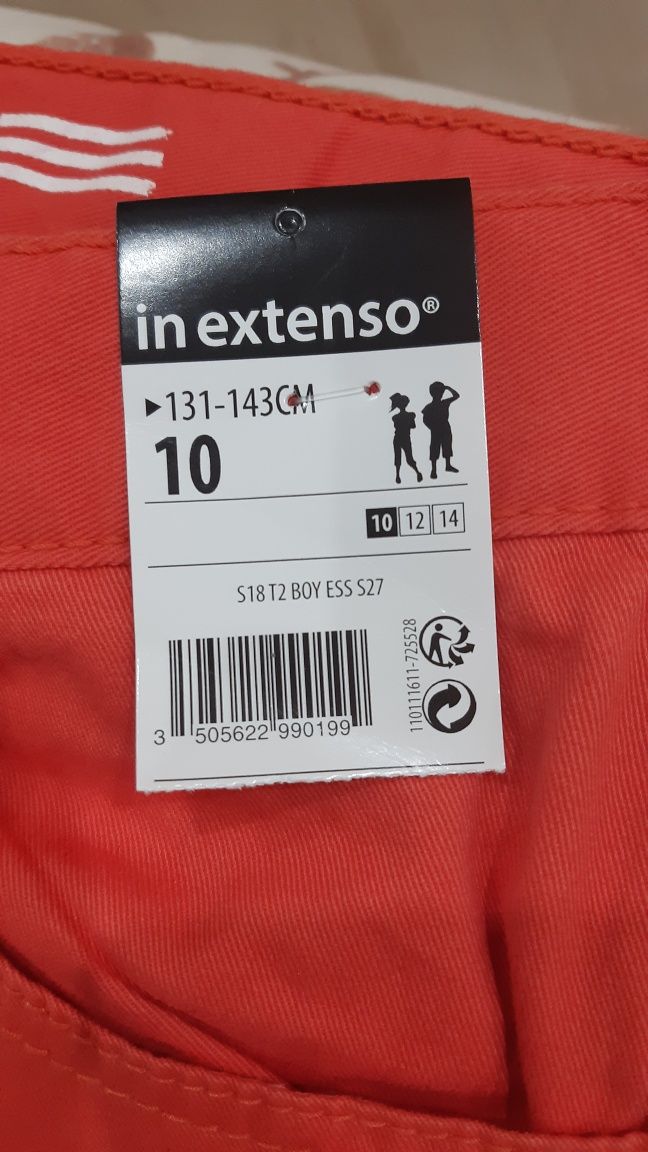 in extenso®
▶131-143CM
10
10 12 14
S18 T2 BOY ESS S27
110111611-725528
3 505622 990199